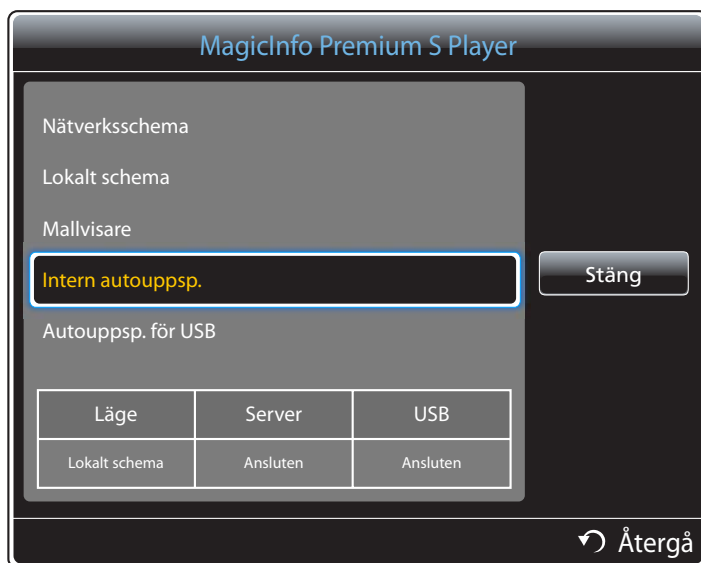 MagicInfo Premium S Player
Nätverksschema
Lokalt schema
Mallvisare
Intern autouppsp.
Stäng
Autouppsp. för USB
Läge Server USB
Lokalt schema Ansluten Ansluten
Återgå